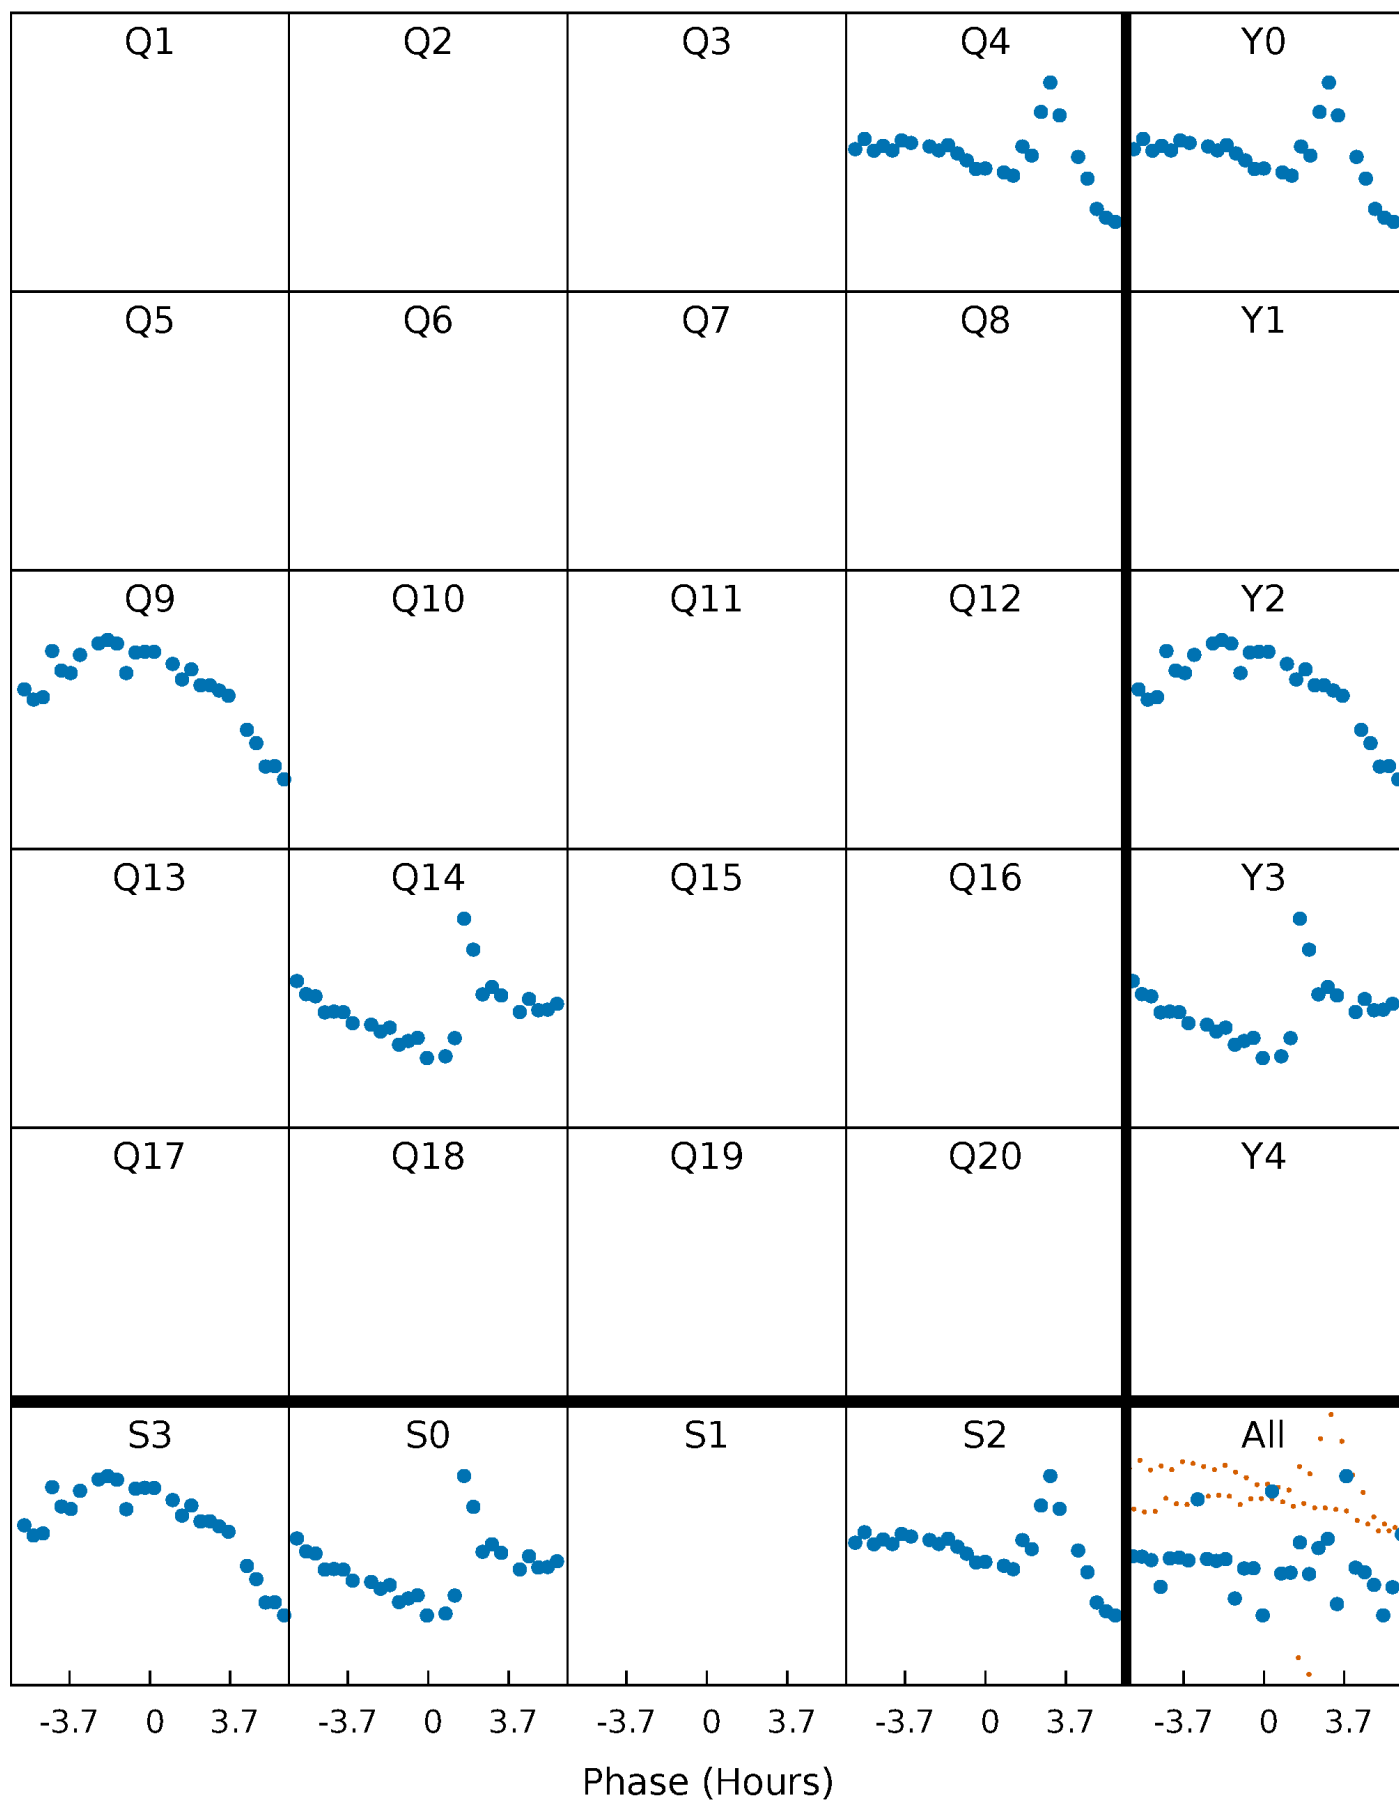 Q1 Q2 Q3 Q4 Y0
Q5 Q6 Q7 Q8 Y1
Q9 Q10 Q11 Q12 Y2
Q13 Q14 Q15 Q16 Y3
Q17 Q18 Q19 Q20 Y4
S3 S0 S1 S2 All
-3.7 0 3.7 -3.7 0 3.7 -3.7 0 3.7 -3.7 0 3.7 -3.7 0 3.7
Phase (Hours)